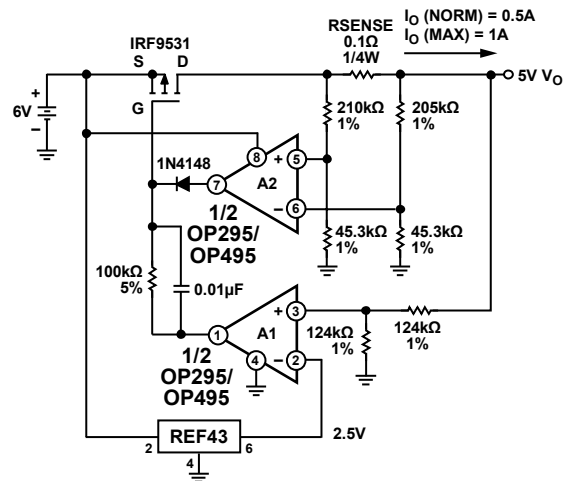 I_O (NORM) = 0.5A
I_O (MAX) = 1A
RSENSE
0.1Ω
1/4W
IRF9531
S D
G
+
6V
−
5V V_O
210kΩ
1%
205kΩ
1%
1N4148
8
+ 5
7
A2
− 6
1/2
OP295/
OP495
45.3kΩ
1%
45.3kΩ
1%
100kΩ
5%
0.01µF
+ 3
1
A1
4
− 2
124kΩ
1%
124kΩ
1%
1/2
OP295/
OP495
2.5V
2
REF43
6
4